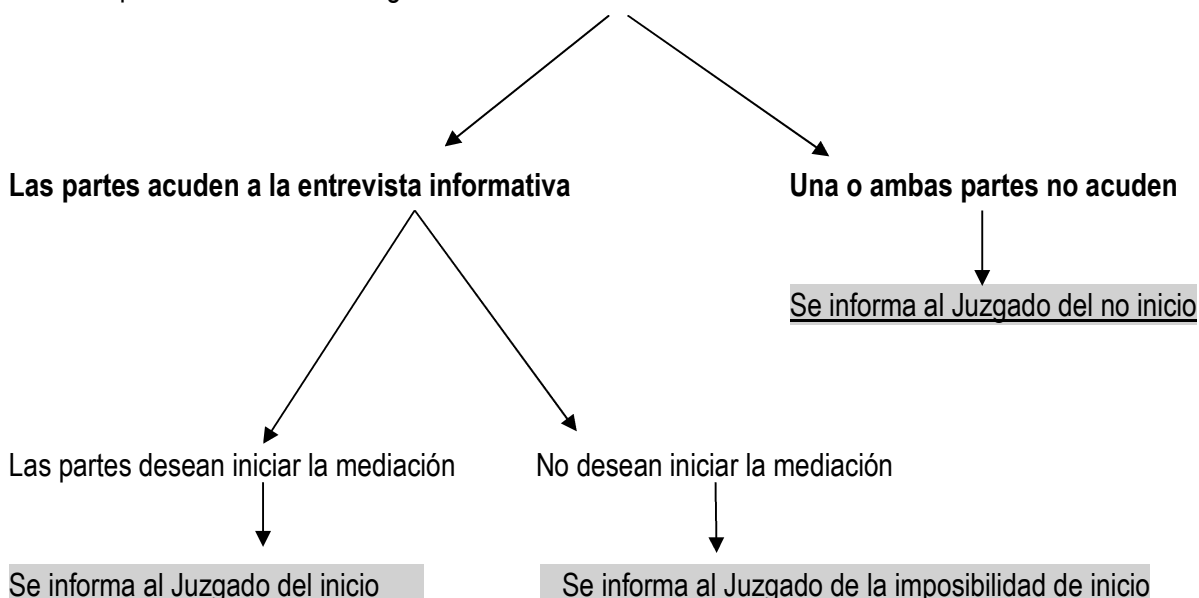 Las partes acuden a la entrevista informativa Una o ambas partes no acuden
Se informa al Juzgado del no inicio
Las partes desean iniciar la mediación No desean iniciar la mediación
Se informa al Juzgado del inicio Se informa al Juzgado de la imposibilidad de inicio